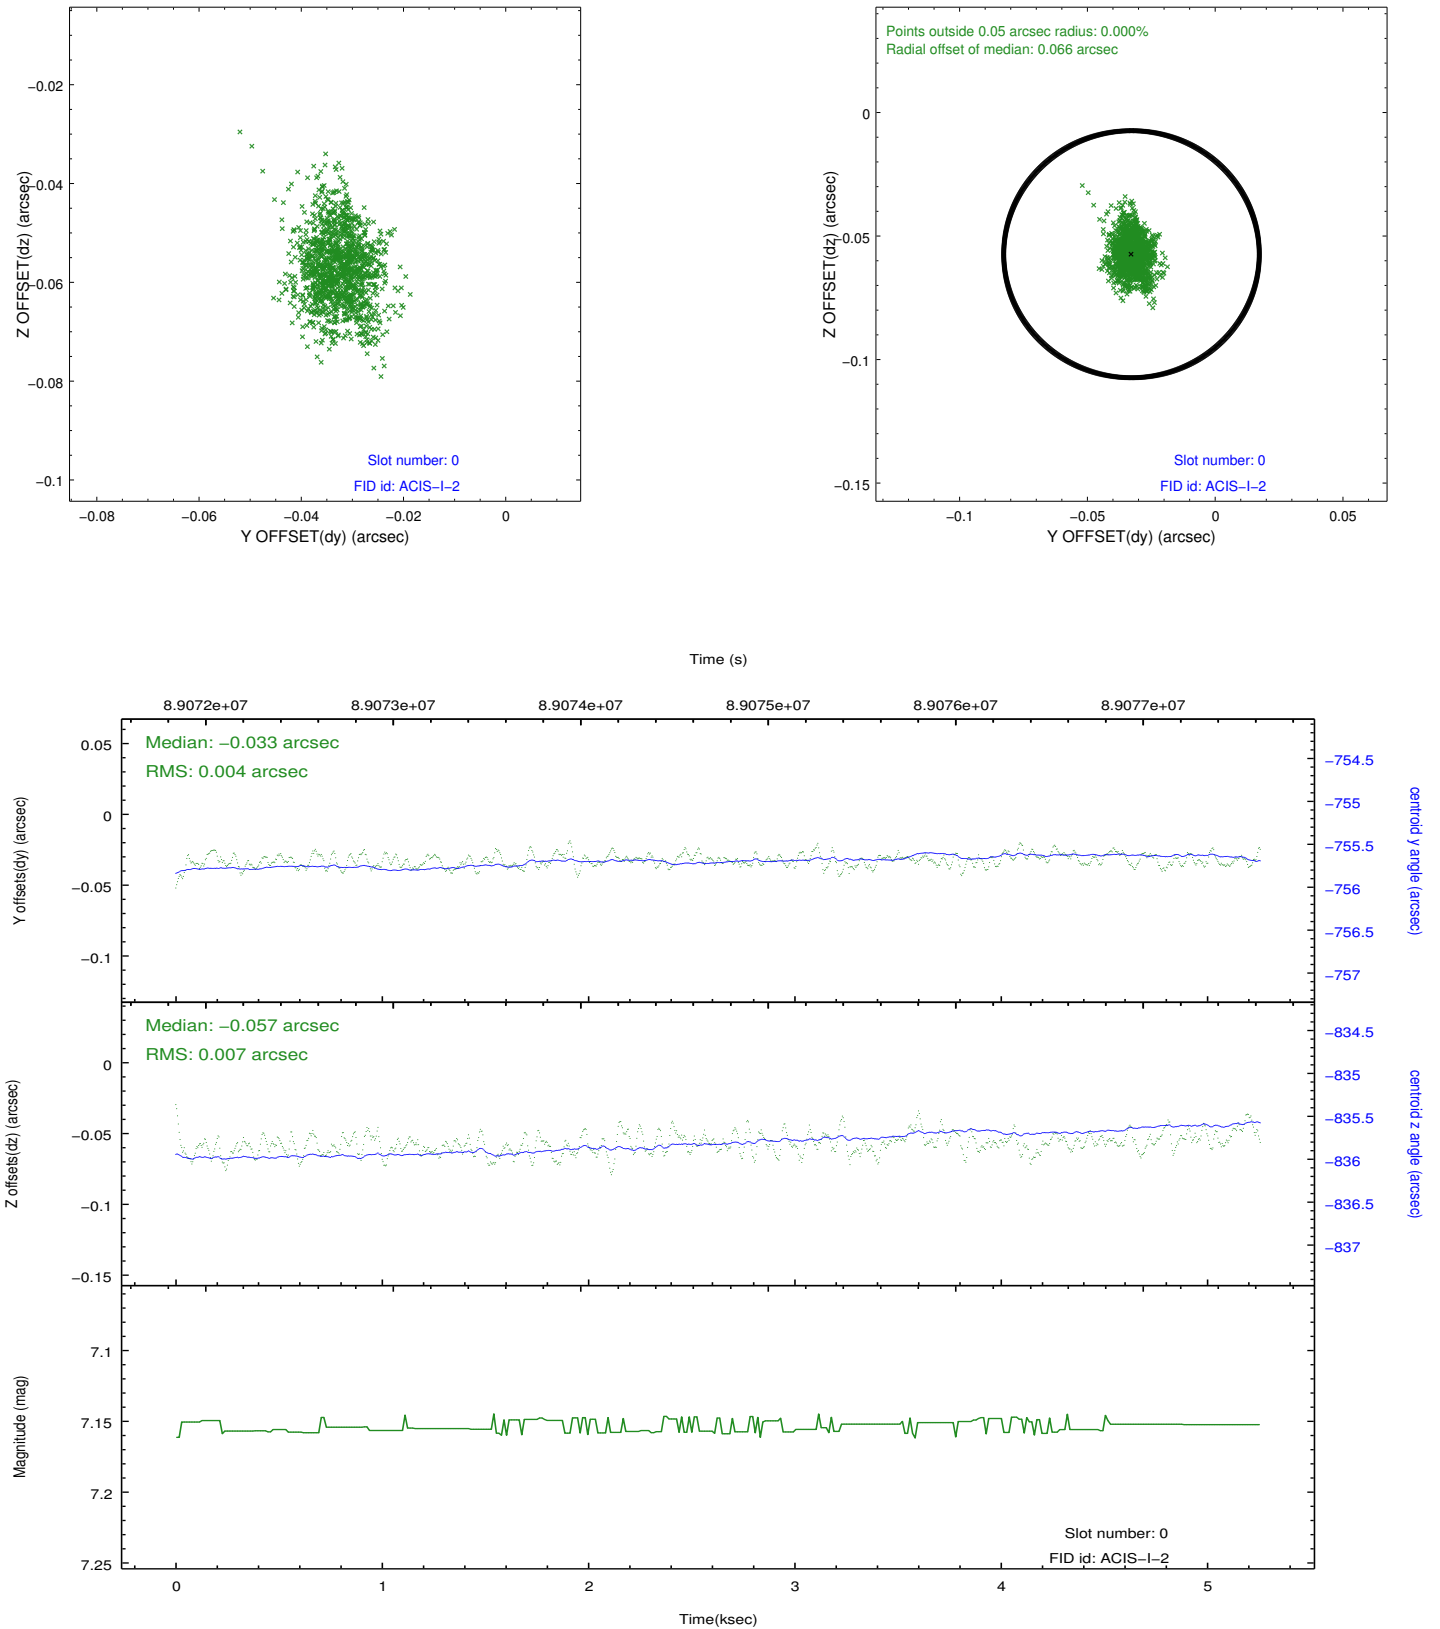 −0.02
−0.04
−0.06
−0.08
−0.1
Z OFFSET(dz) (arcsec)
Slot number: 0
FID id: ACIS−I−2
−0.08 −0.06 −0.04 −0.02 0
Y OFFSET(dy) (arcsec)
Points outside 0.05 arcsec radius: 0.000%
Radial offset of median: 0.066 arcsec
0
−0.05
−0.1
−0.15
Z OFFSET(dz) (arcsec)
Slot number: 0
FID id: ACIS−I−2
−0.1 −0.05 0 0.05
Y OFFSET(dy) (arcsec)
Time (s)
8.9072e+07 8.9073e+07 8.9074e+07 8.9075e+07 8.9076e+07 8.9077e+07
Median: −0.033 arcsec
RMS: 0.004 arcsec
0.05
0
−0.05
−0.1
Y offsets(dy) (arcsec)
−754.5
−755
−755.5
−756
−756.5
−757
centroid y angle (arcsec)
Median: −0.057 arcsec
RMS: 0.007 arcsec
0
−0.05
−0.1
−0.15
Z offsets(dz) (arcsec)
−834.5
−835
−835.5
−836
−836.5
−837
centroid z angle (arcsec)
7.1
7.15
7.2
7.25
Magnitude (mag)
Slot number: 0
FID id: ACIS−I−2
0 1 2 3 4 5
Time(ksec)